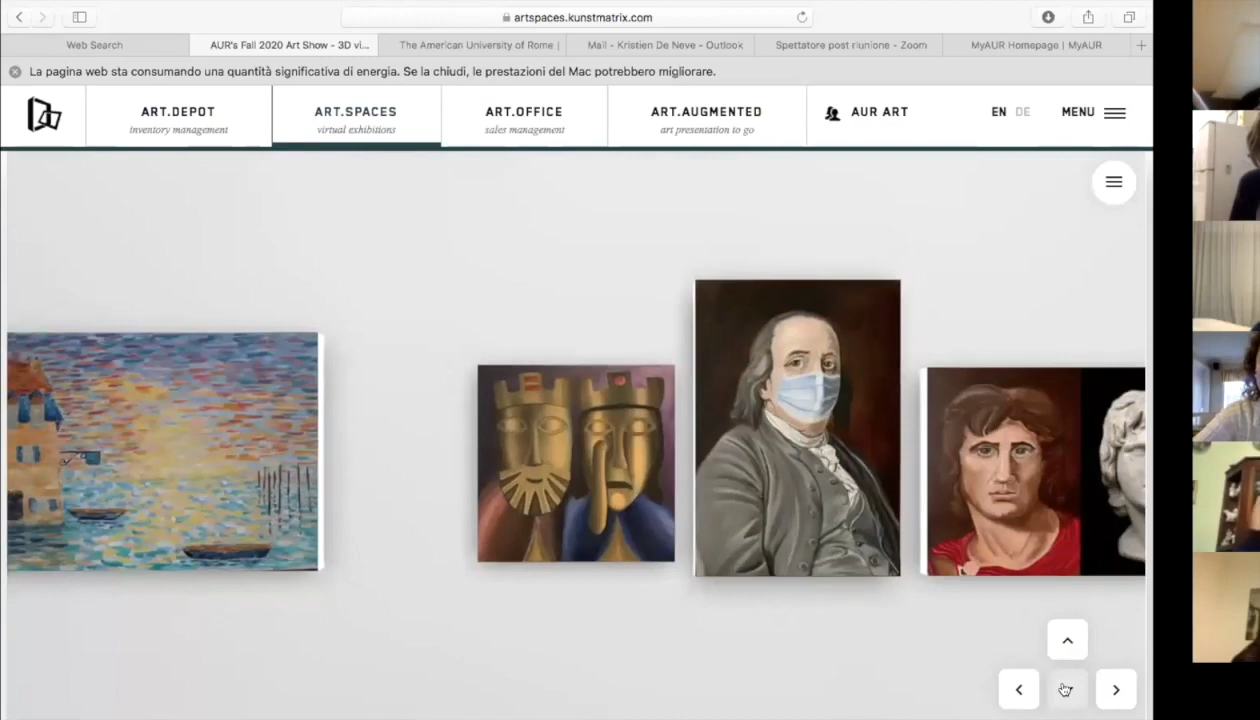 artspaces.kunstmatrix.com
Web Search
AUR's Fall 2020 Art Show - 3D vi...
The American University of Rome |
Mail - Kristien De Neve - Outlook
Spettatore post riunione - Zoom
MyAUR Homepage | MyAUR
La pagina web sta consumando una quantità significativa di energia. Se la chiudi, le prestazioni del Mac potrebbero migliorare.
ART.DEPOT
inventory management
ART.SPACES
virtual exhibitions
ART.OFFICE
sales management
ART.AUGMENTED
art presentation to go
AUR ART
EN DE
MENU